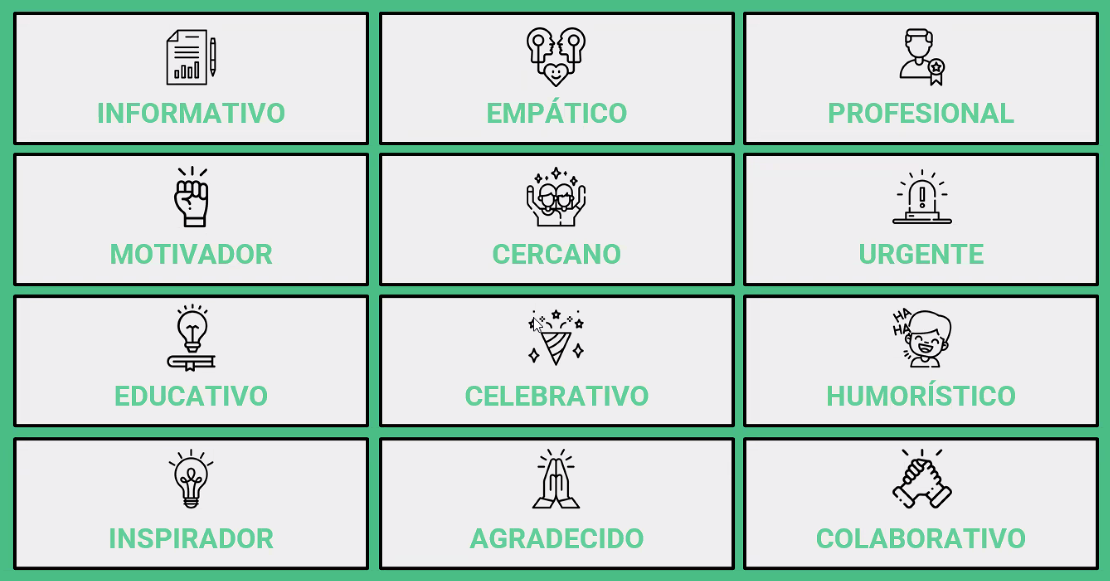 INFORMATIVO
EMPÁTICO
PROFESIONAL
MOTIVADOR
CERCANO
URGENTE
EDUCATIVO
CELEBRATIVO
HA
HA
HUMORÍSTICO
INSPIRADOR
AGRADECIDO
COLABORATIVO